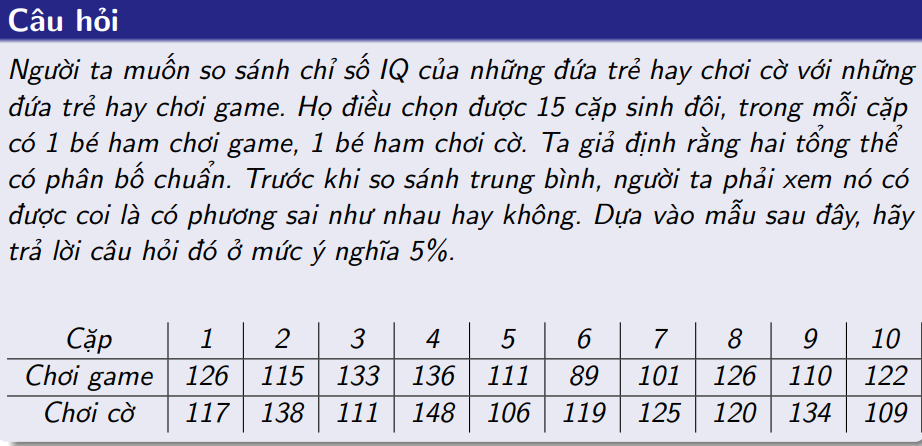 Câu hỏi
Người ta muốn so sánh chỉ số IQ của những đứa trẻ hay chơi cờ với những
đứa trẻ hay chơi game. Họ điều chọn được 15 cặp sinh đôi, trong mỗi cặp
có 1 bé ham chơi game, 1 bé ham chơi cờ. Ta giả định rằng hai tổng thể
có phân bố chuẩn. Trước khi so sánh trung bình, người ta phải xem nó có
được coi là có phương sai như nhau hay không. Dựa vào mẫu sau đây, hãy
trả lời câu hỏi đó ở mức ý nghĩa 5%.
Cặp 1 2 3 4 5 6 7 8 9 10
Chơi game 126 115 133 136 111 89 101 126 110 122
Chơi cờ 117 138 111 148 106 119 125 120 134 109